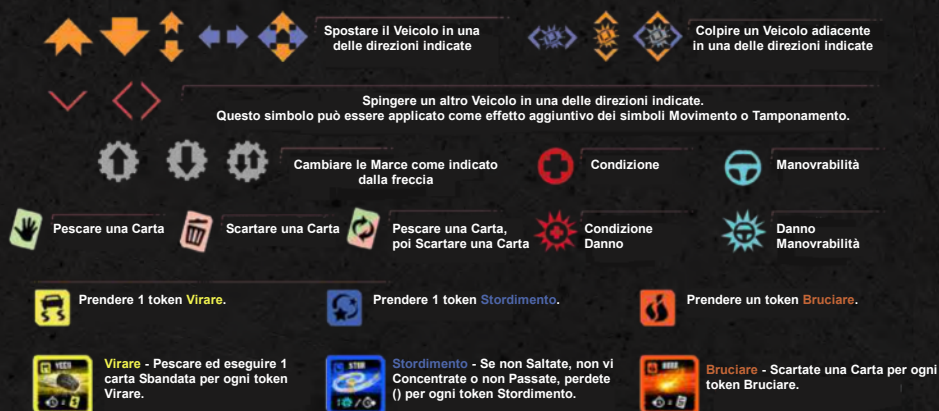 Spostare il Veicolo in una
delle direzioni indicate
Colpire un Veicolo adiacente
in una delle direzioni indicate
Spingere un altro Veicolo in una delle direzioni indicate.
Questo simbolo può essere applicato come effetto aggiuntivo dei simboli Movimento o Tamponamento.
Cambiare le Marce come indicato
dalla freccia
Condizione
Manovrabilità
Pescare una Carta
Scartare una Carta
Pescare una Carta,
poi Scartare una Carta
Condizione
Danno
Danno
Manovrabilità
Prendere 1 token Virare.
Prendere 1 token Stordimento.
Prendere un token Bruciare.
Virare - Pescare ed eseguire 1
carta Sbandata per ogni token
Virare.
Stordimento - Se non Saltate, non vi
Concentrate o non Passate, perdete
() per ogni token Stordimento.
Bruciare - Scartate una Carta per ogni
token Bruciare.